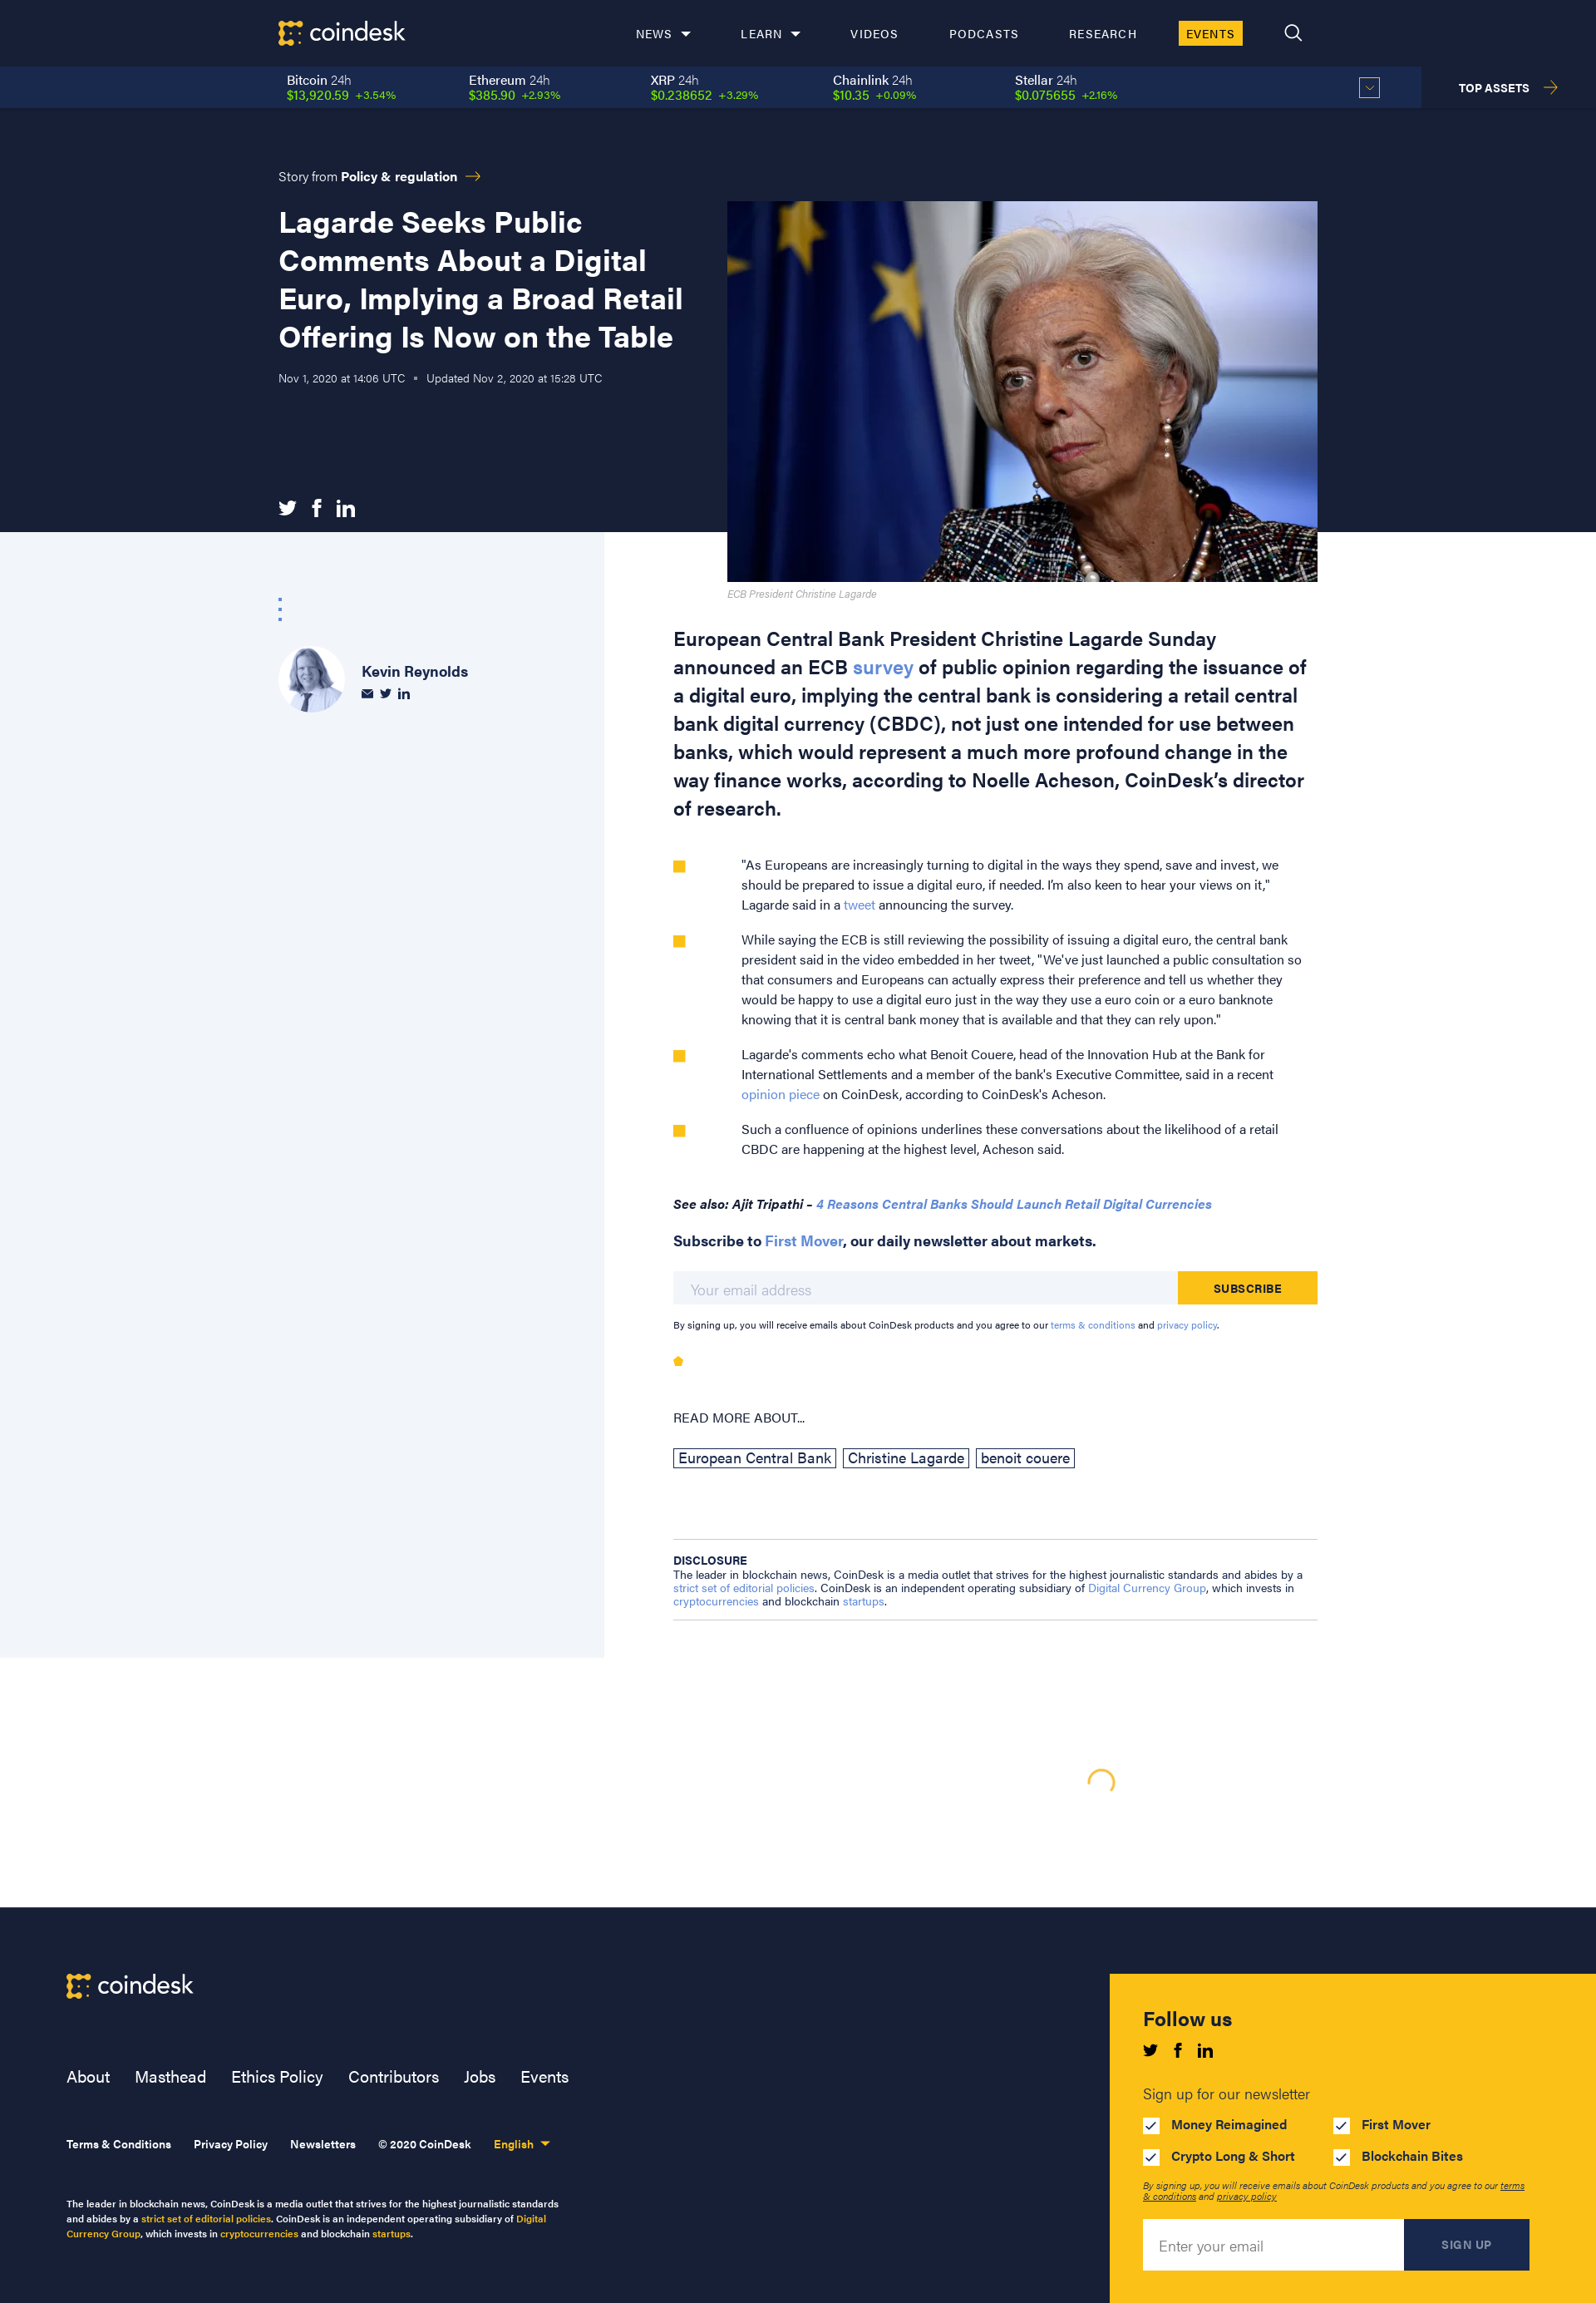 coindesk
NEWS LEARN VIDEOS PODCASTS RESEARCH EVENTS
Bitcoin 24h
$13,920.59 +3.54%
Ethereum 24h
$385.90 +2.93%
XRP 24h
$0.238652 +3.29%
Chainlink 24h
$10.35 +0.09%
Stellar 24h
$0.075655 +2.16%
TOP ASSETS
Story from Policy & regulation
Lagarde Seeks Public
Comments About a Digital
Euro, Implying a Broad Retail
Offering Is Now on the Table
Nov 1, 2020 at 14:06 UTC Updated Nov 2, 2020 at 15:28 UTC
ECB President Christine Lagarde
Kevin Reynolds
European Central Bank President Christine Lagarde Sunday
announced an ECB survey of public opinion regarding the issuance of
a digital euro, implying the central bank is considering a retail central
bank digital currency (CBDC), not just one intended for use between
banks, which would represent a much more profound change in the
way finance works, according to Noelle Acheson, CoinDesk's director
of research.
"As Europeans are increasingly turning to digital in the ways they spend, save and invest, we
should be prepared to issue a digital euro, if needed. I'm also keen to hear your views on it,"
Lagarde said in a tweet announcing the survey.
While saying the ECB is still reviewing the possibility of issuing a digital euro, the central bank
president said in the video embedded in her tweet, "We've just launched a public consultation so
that consumers and Europeans can actually express their preference and tell us whether they
would be happy to use a digital euro just in the way they use a euro coin or a euro banknote
knowing that it is central bank money that is available and that they can rely upon."
Lagarde's comments echo what Benoit Couere, head of the Innovation Hub at the Bank for
International Settlements and a member of the bank's Executive Committee, said in a recent
opinion piece on CoinDesk, according to CoinDesk's Acheson.
Such a confluence of opinions underlines these conversations about the likelihood of a retail
CBDC are happening at the highest level, Acheson said.
See also: Ajit Tripathi – 4 Reasons Central Banks Should Launch Retail Digital Currencies
Subscribe to First Mover, our daily newsletter about markets.
Your email address SUBSCRIBE
By signing up, you will receive emails about CoinDesk products and you agree to our terms & conditions and privacy policy.
READ MORE ABOUT...
European Central Bank Christine Lagarde benoit couere
DISCLOSURE
The leader in blockchain news, CoinDesk is a media outlet that strives for the highest journalistic standards and abides by a
strict set of editorial policies. CoinDesk is an independent operating subsidiary of Digital Currency Group, which invests in
cryptocurrencies and blockchain startups.
coindesk
About Masthead Ethics Policy Contributors Jobs Events
Terms & Conditions Privacy Policy Newsletters © 2020 CoinDesk English
The leader in blockchain news, CoinDesk is a media outlet that strives for the highest journalistic standards
and abides by a strict set of editorial policies. CoinDesk is an independent operating subsidiary of Digital
Currency Group, which invests in cryptocurrencies and blockchain startups.
Follow us
Sign up for our newsletter
Money Reimagined First Mover
Crypto Long & Short Blockchain Bites
By signing up, you will receive emails about CoinDesk products and you agree to our terms
& conditions and privacy policy
Enter your email SIGN UP